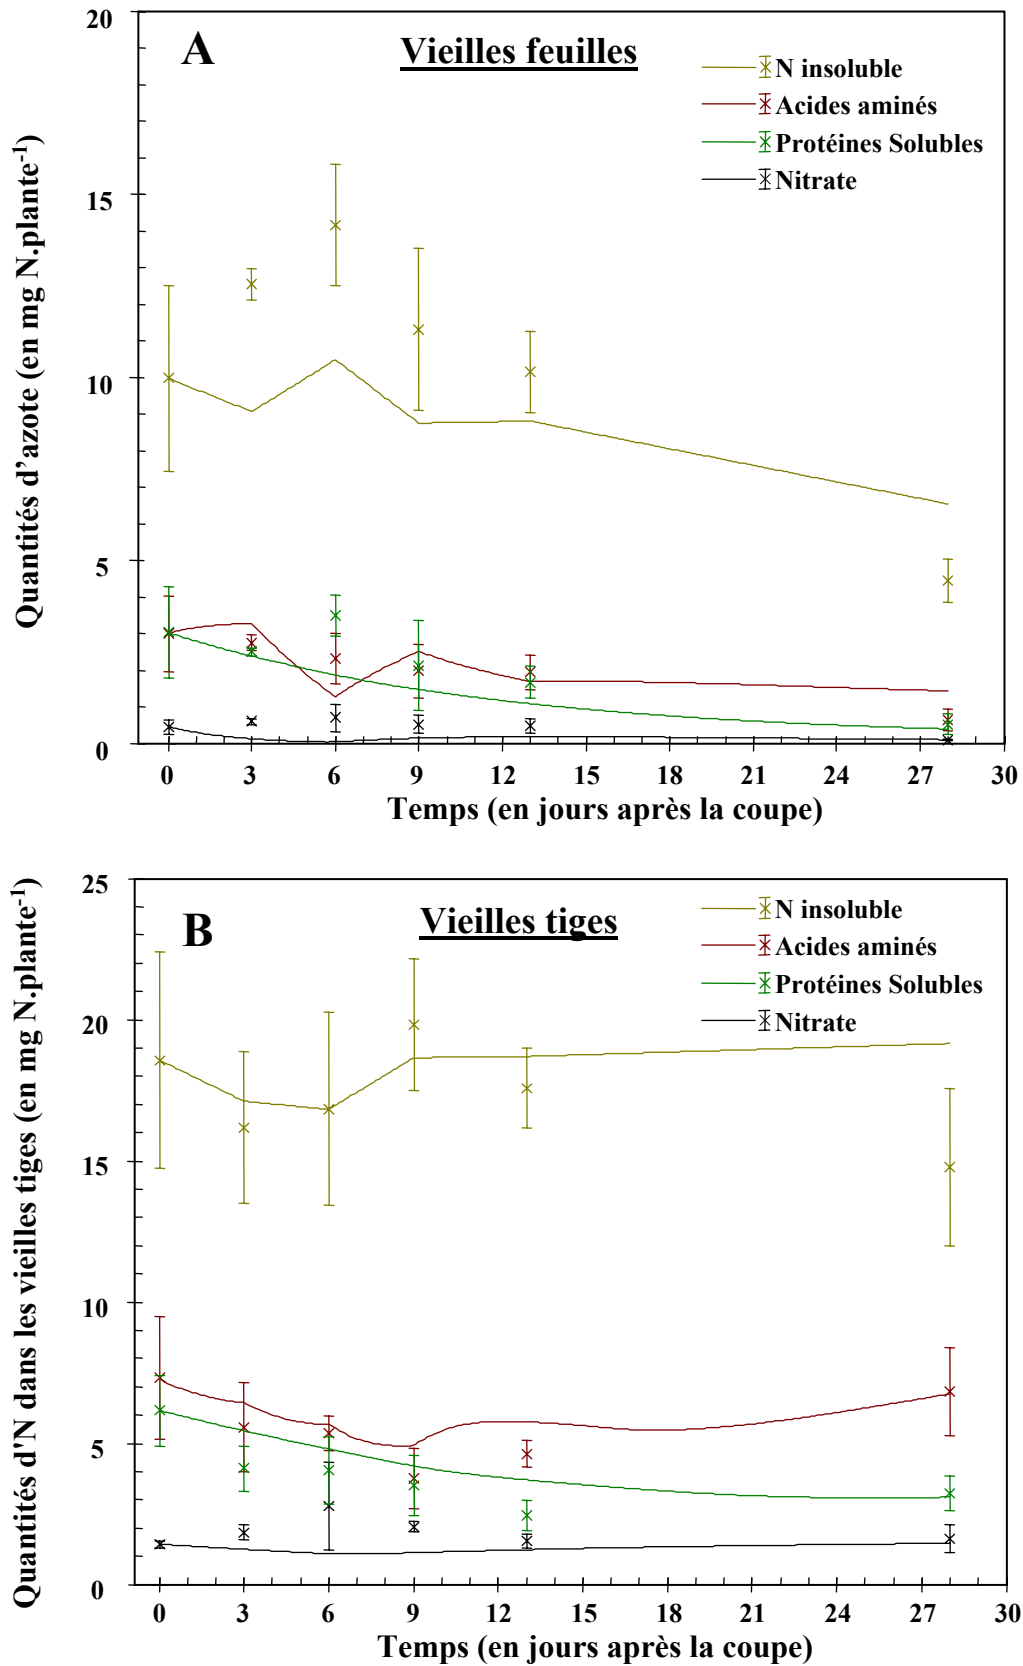 20
A
Vieilles feuilles
N insoluble
Acides aminés
Protéines Solubles
Nitrate
15
10
5
0
Quantités d'azote (en mg N.plante-1)
0 3 6 9 12 15 18 21 24 27 30
Temps (en jours après la coupe)
25
B
Vieilles tiges
N insoluble
Acides aminés
Protéines Solubles
Nitrate
20
15
10
5
0
Quantités d'N dans les vieilles tiges (en mg N.plante-1)
0 3 6 9 12 15 18 21 24 27 30
Temps (en jours après la coupe)